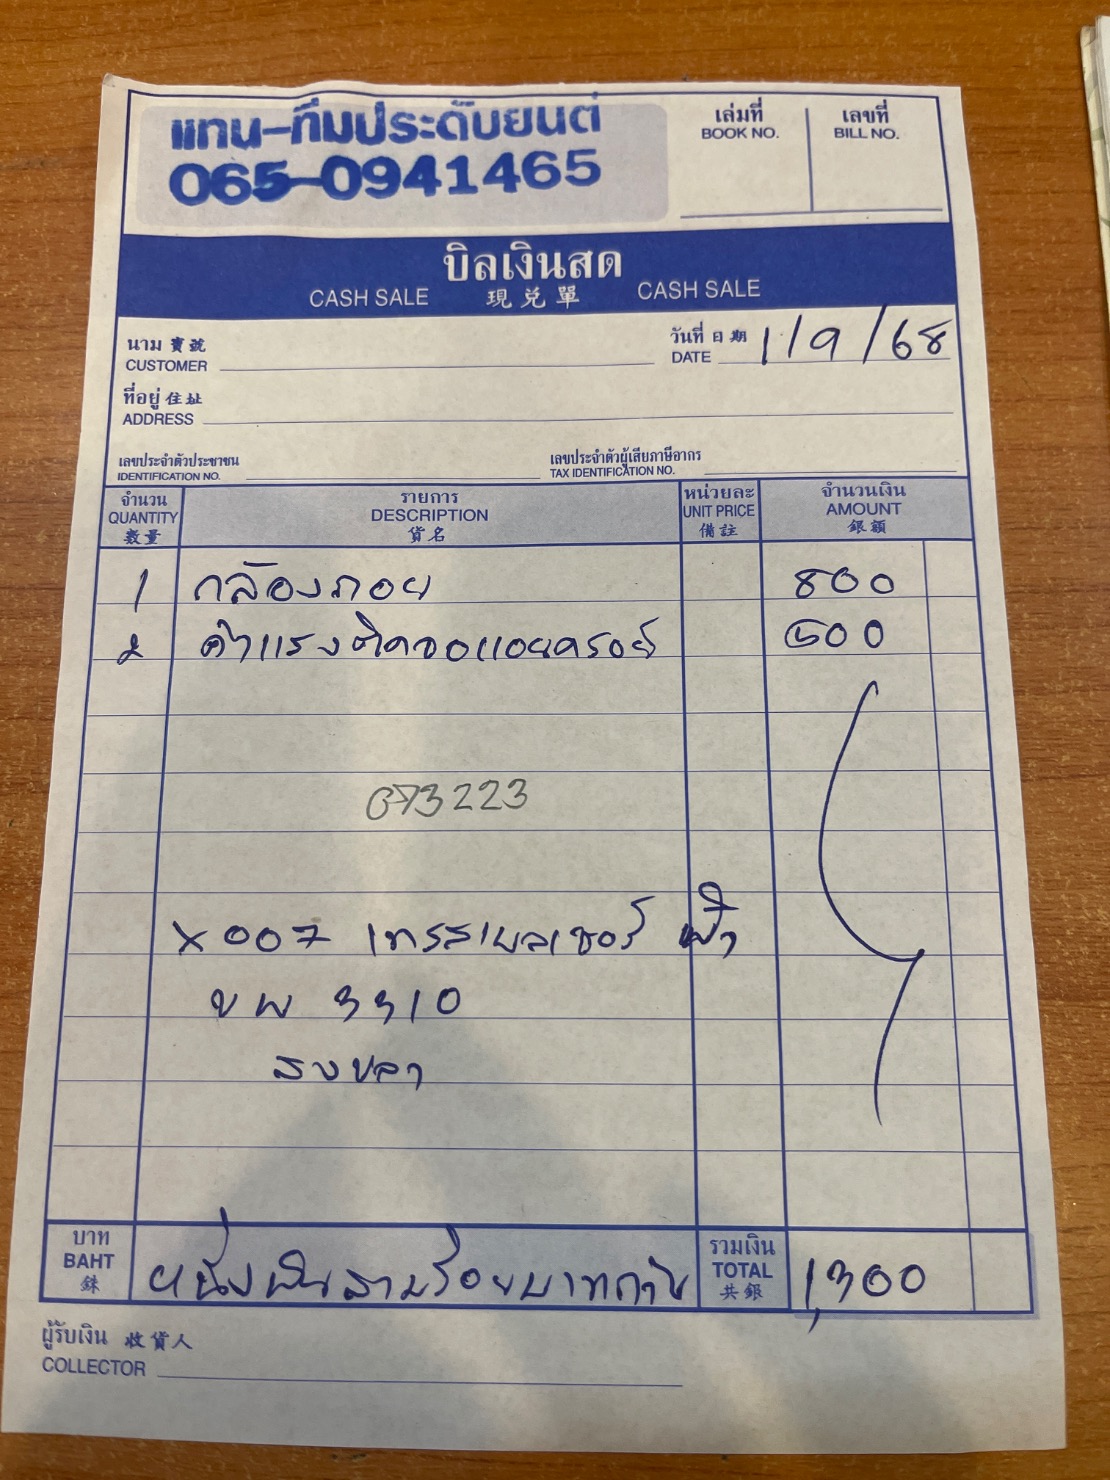 แทน-ทีมประดับยนต์
065-0941465
เล่มที่
BOOK NO.
เลขที่
BILL NO.
บิลเงินสด
CASH SALE 現兑單 CASH SALE
นาม 寶號
CUSTOMER
วันที่ 日期
DATE 1/9/68
ที่อยู่ 住址
ADDRESS
เลขประจำตัวประชาชน
IDENTIFICATION NO.
เลขประจำตัวผู้เสียภาษีอากร
TAX IDENTIFICATION NO.
จำนวน
QUANTITY
數量
รายการ
DESCRIPTION
貨名
หน่วยละ
UNIT PRICE
備註
จำนวนเงิน
AMOUNT
銀額
1 กล้องถอย 800
2 ค่าแรงติดจอแอนดรอย์ 500
073223
X007 เทรลเบลเซอร์ ฟ้า
ขพ 3310
สงขลา
บาท
BAHT
銖
หนึ่งพันสามร้อยบาทถ้วน
รวมเงิน
TOTAL
共銀
1,300
ผู้รับเงิน 收貨人
COLLECTOR